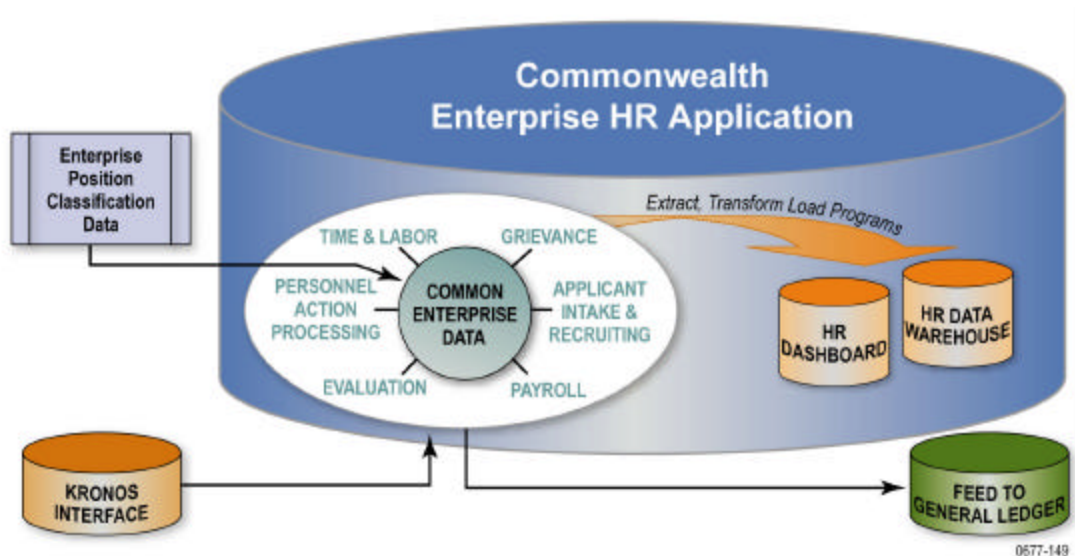 Commonwealth
Enterprise HR Application
Enterprise
Position
Classification
Data
Extract, Transform Load Programs
TIME & LABOR
GRIEVANCE
PERSONNEL
ACTION
PROCESSING
COMMON
ENTERPRISE
DATA
APPLICANT
INTAKE &
RECRUITING
EVALUATION
PAYROLL
HR
DASHBOARD
HR DATA
WAREHOUSE
KRONOS
INTERFACE
FEED TO
GENERAL LEDGER
0677-149